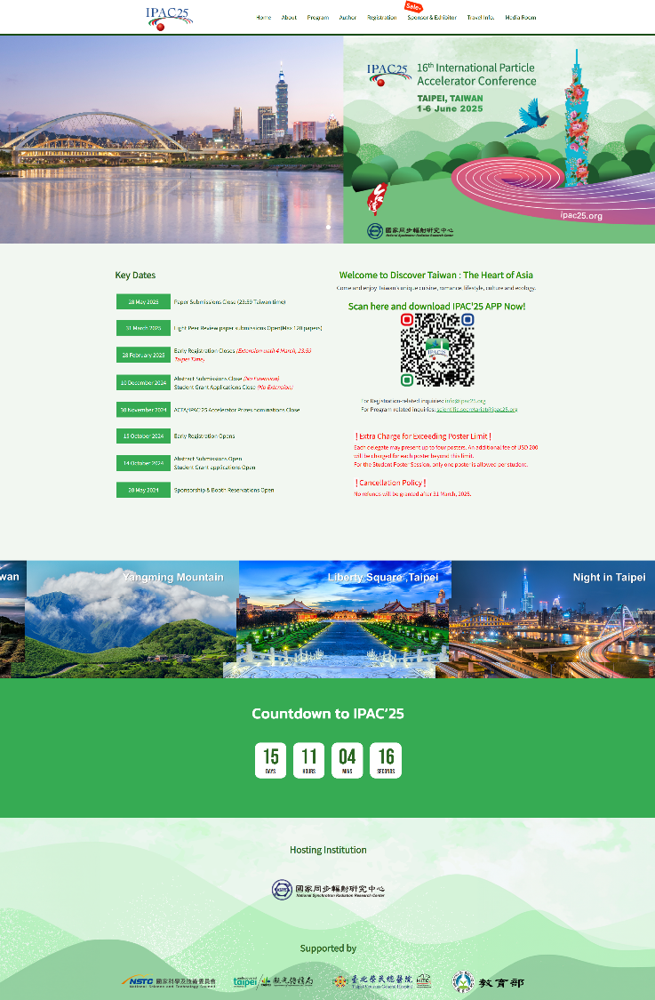 IPAC25
Home About Program Author Registration Sponsor & Exhibitor Travel Info. Media Room
Sale
IPAC25
16th International Particle
Accelerator Conference
TAIPEI, TAIWAN
1-6 June 2025
ipac25.org
國家同步輻射研究中心
National Synchrotron Radiation Research Center
Key Dates
28 May 2025 Paper Submissions Close (23:59 Taiwan time)
31 March 2025 Light Peer Review paper submissions Open(Max 120 papers)
28 February 2025 Early Registration Closes (Extension until 4 March, 23:59
Taipei Time)
10 December 2024 Abstract Submissions Close (No Extension)
Student Grant Applications Close (No Extension)
30 November 2024 ACFA/IPAC'25 Accelerator Prizes nominations Close
15 October 2024 Early Registration Opens
14 October 2024 Abstract Submissions Open
Student Grant applications Open
20 May 2024 Sponsorship & Booth Reservations Open
Welcome to Discover Taiwan : The Heart of Asia
Come and enjoy Taiwan's unique cuisine, romance, lifestyle, culture and ecology.
Scan here and download IPAC'25 APP Now!
IPAC25
For Registration-related inquiries: info@ipac25.org
For Program-related inquiries: scientific.secretariat@ipac25.org
❗Extra Charge for Exceeding Poster Limit❗
Each delegate may present up to four posters. An additional fee of USD 200
will be charged for each poster beyond this limit.
For the Student Poster Session, only one poster is allowed per student.
❗Cancellation Policy❗
No refunds will be granted after 31 March, 2025.
wan
Yangming Mountain
Liberty Square ,Taipei
Night in Taipei
Countdown to IPAC'25
15 11 04 16
DAYS HOURS MINS SECONDS
Hosting Institution
國家同步輻射研究中心
National Synchrotron Radiation Research Center
Supported by
NSTC 國家科學及技術委員會
National Science and Technology Council
undiscovered
taipei
TAIPEI 觀光傳播局
臺北榮民總醫院
Taipei Veterans General Hospital
教育部